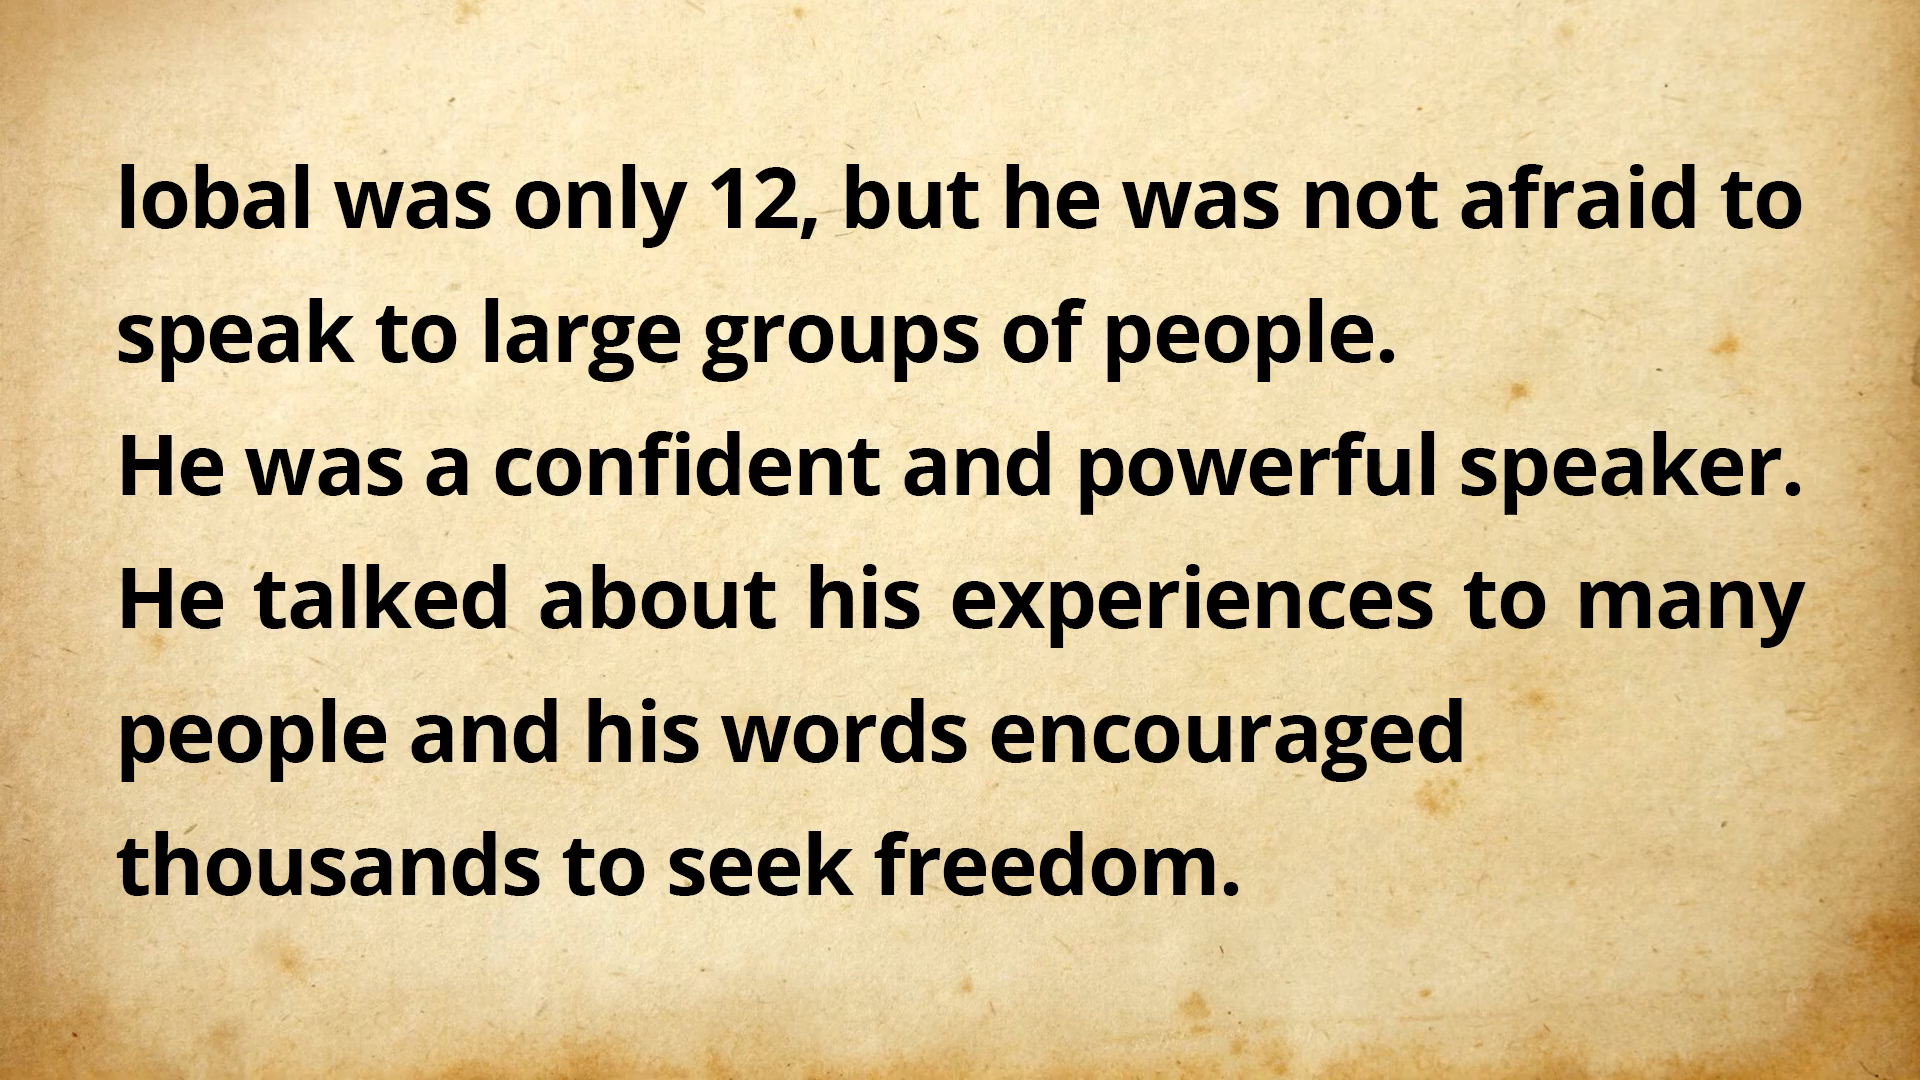 lobal was only 12, but he was not afraid to
speak to large groups of people.
He was a confident and powerful speaker.
He talked about his experiences to many
people and his words encouraged
thousands to seek freedom.